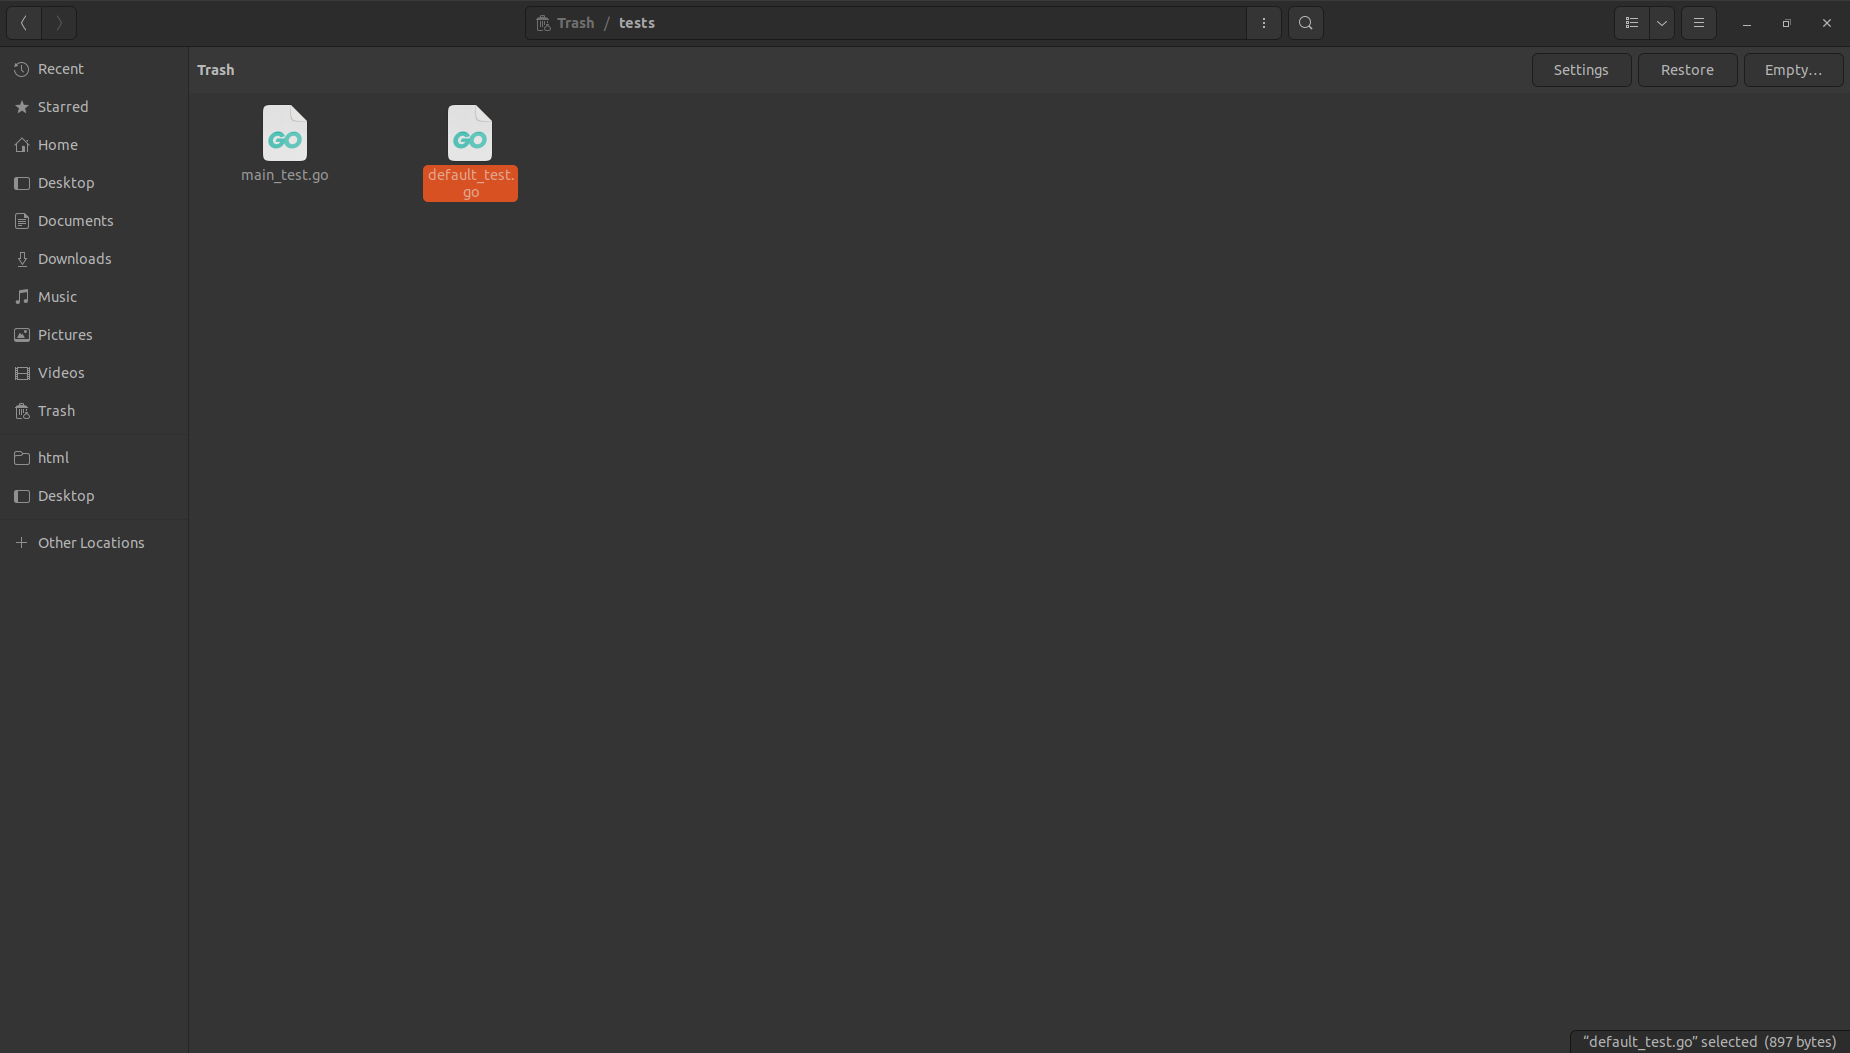 Trash / tests
Recent
Starred
Home
Desktop
Documents
Downloads
Music
Pictures
Videos
Trash
html
Desktop
Other Locations
Trash
Settings
Restore
Empty…
GO
main_test.go
GO
default_test.
go
“default_test.go” selected (897 bytes)